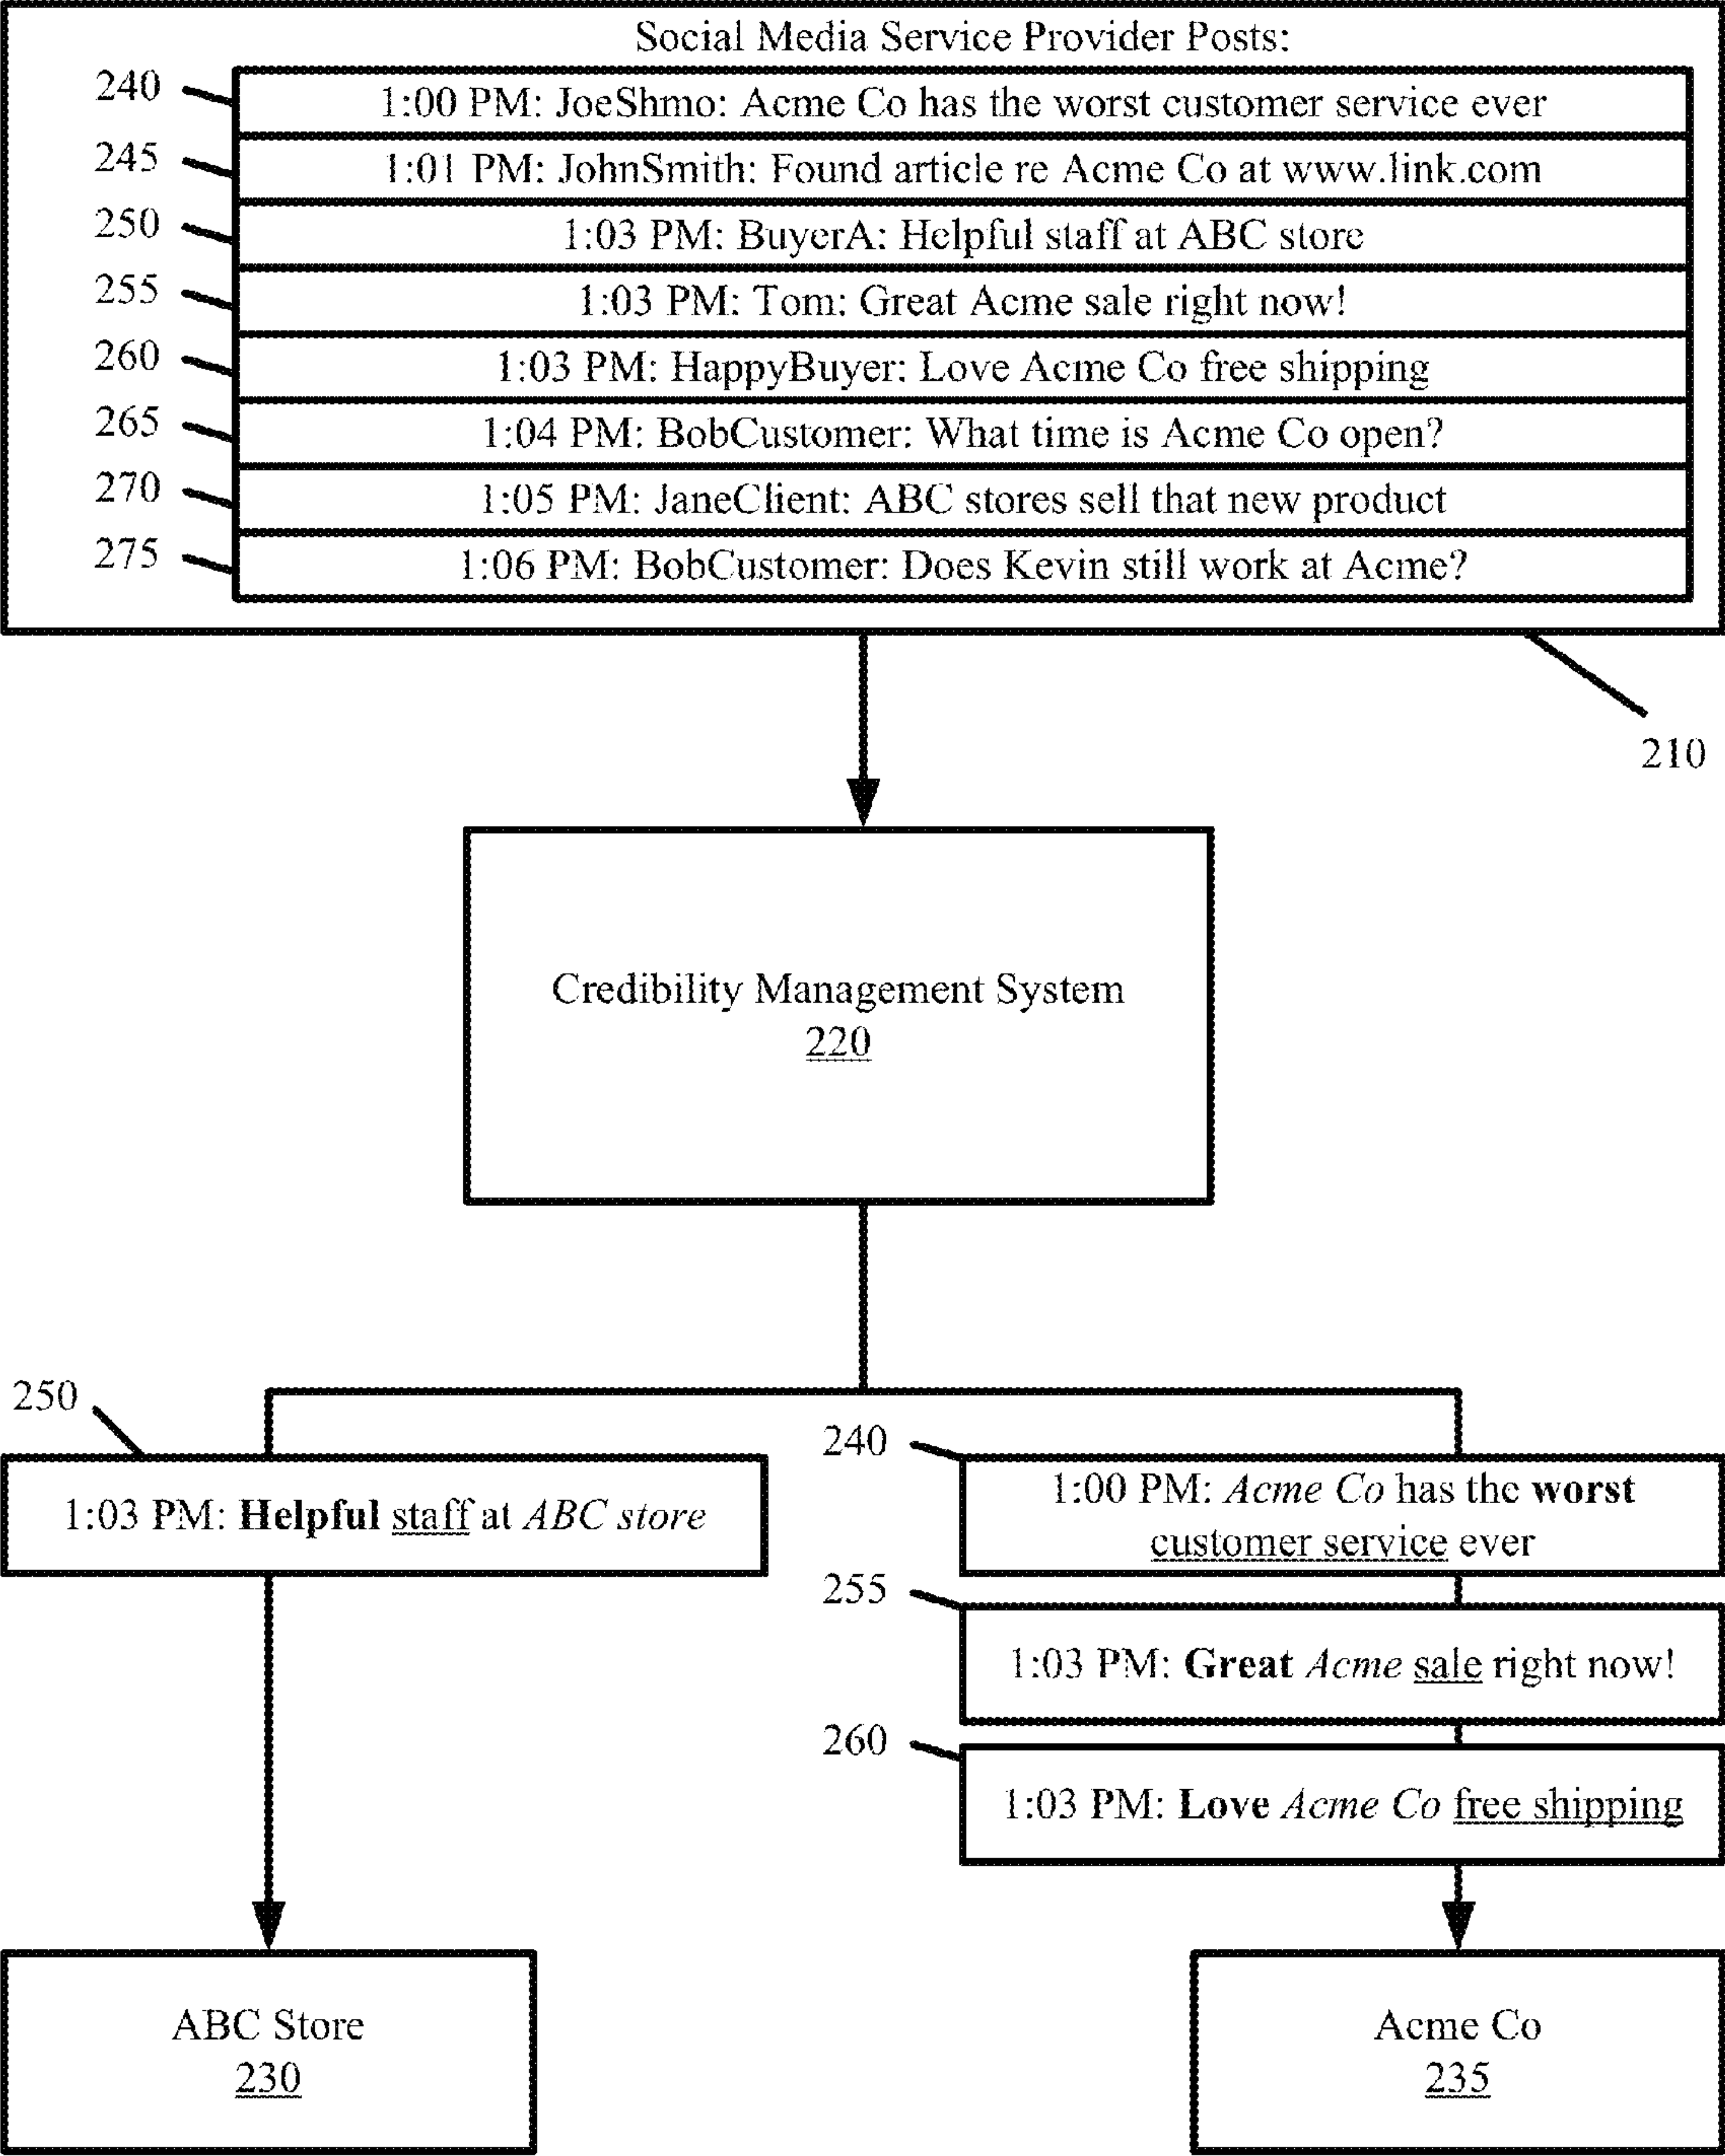 Social Media Service Provider Posts:
240
1:00 PM: JoeShmo: Acme Co has the worst customer service ever
245
1:01 PM: JohnSmith: Found article re Acme Co at www.link.com
250
1:03 PM: BuyerA: Helpful staff at ABC store
255
1:03 PM: Tom: Great Acme sale right now!
260
1:03 PM: HappyBuyer: Love Acme Co free shipping
265
1:04 PM: BobCustomer: What time is Acme Co open?
270
1:05 PM: JaneClient: ABC stores sell that new product
275
1:06 PM: BobCustomer: Does Kevin still work at Acme?
210
Credibility Management System
220
250
1:03 PM: Helpful staff at ABC store
240
1:00 PM: Acme Co has the worst
customer service ever
255
1:03 PM: Great Acme sale right now!
260
1:03 PM: Love Acme Co free shipping
ABC Store
230
Acme Co
235